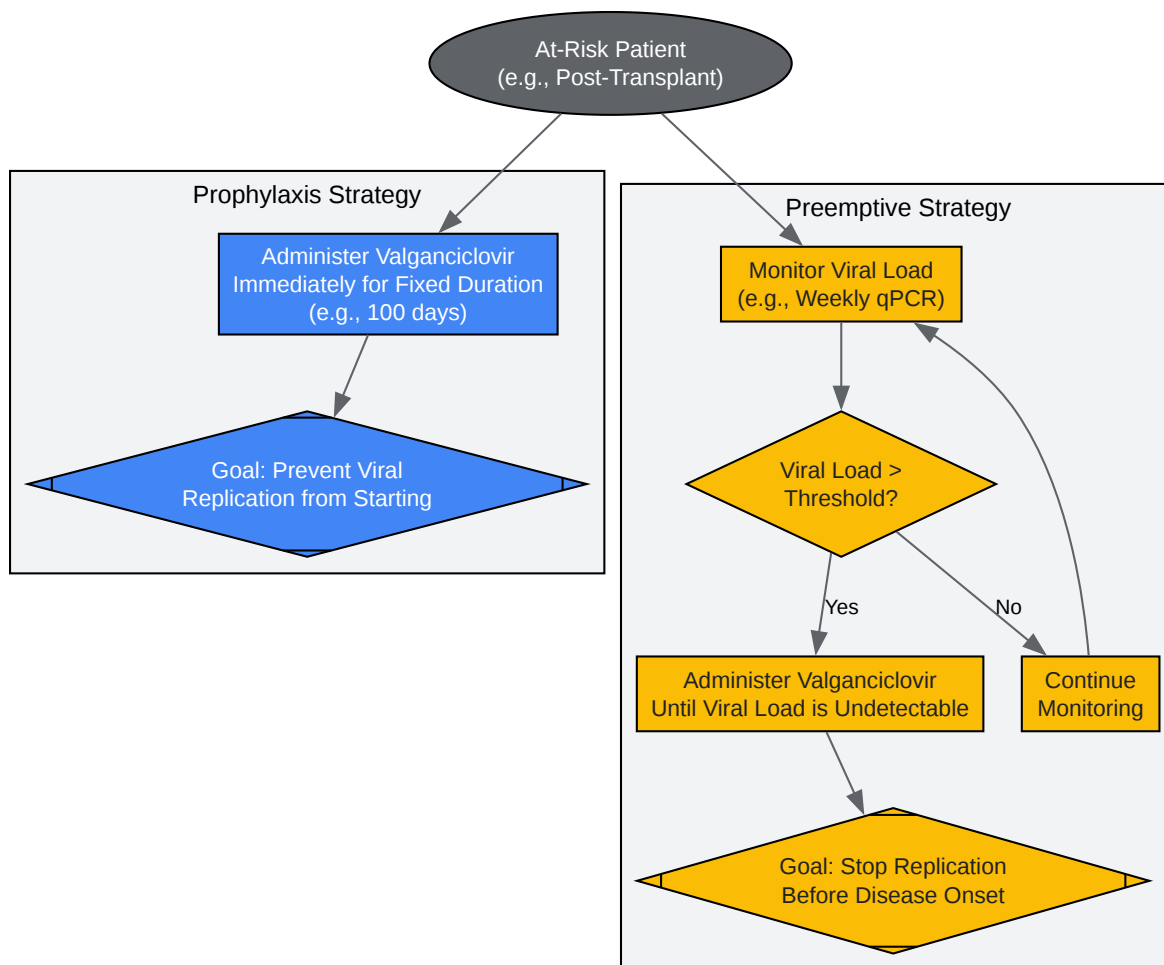 At-Risk Patient
(e.g., Post-Transplant)
Prophylaxis Strategy
Administer Valganciclovir
Immediately for Fixed Duration
(e.g., 100 days)
Goal: Prevent Viral
Replication from Starting
Preemptive Strategy
Monitor Viral Load
(e.g., Weekly qPCR)
Viral Load >
Threshold?
Yes
No
Administer Valganciclovir
Until Viral Load is Undetectable
Continue
Monitoring
Goal: Stop Replication
Before Disease Onset